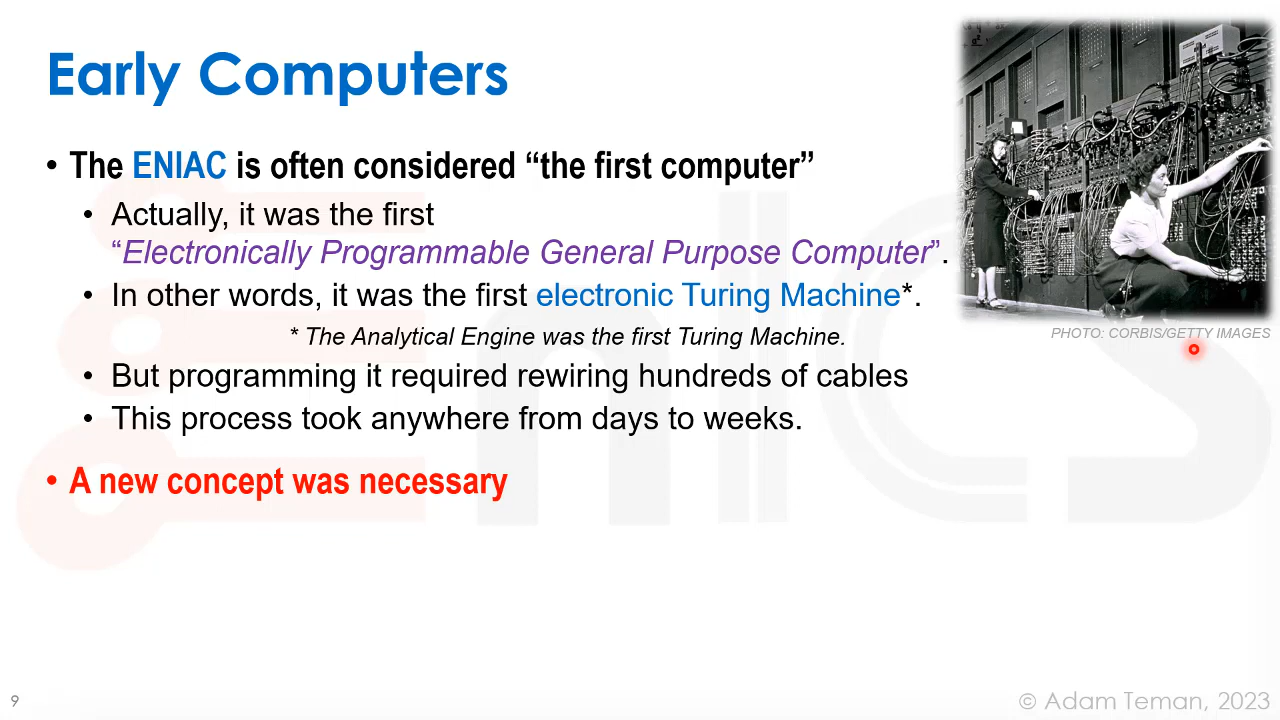 Early Computers
• The ENIAC is often considered “the first computer”
• Actually, it was the first
“Electronically Programmable General Purpose Computer”.
• In other words, it was the first electronic Turing Machine*.
* The Analytical Engine was the first Turing Machine.
• But programming it required rewiring hundreds of cables
• This process took anywhere from days to weeks.
• A new concept was necessary
PHOTO: CORBIS/GETTY IMAGES
EnICS
9
© Adam Teman, 2023